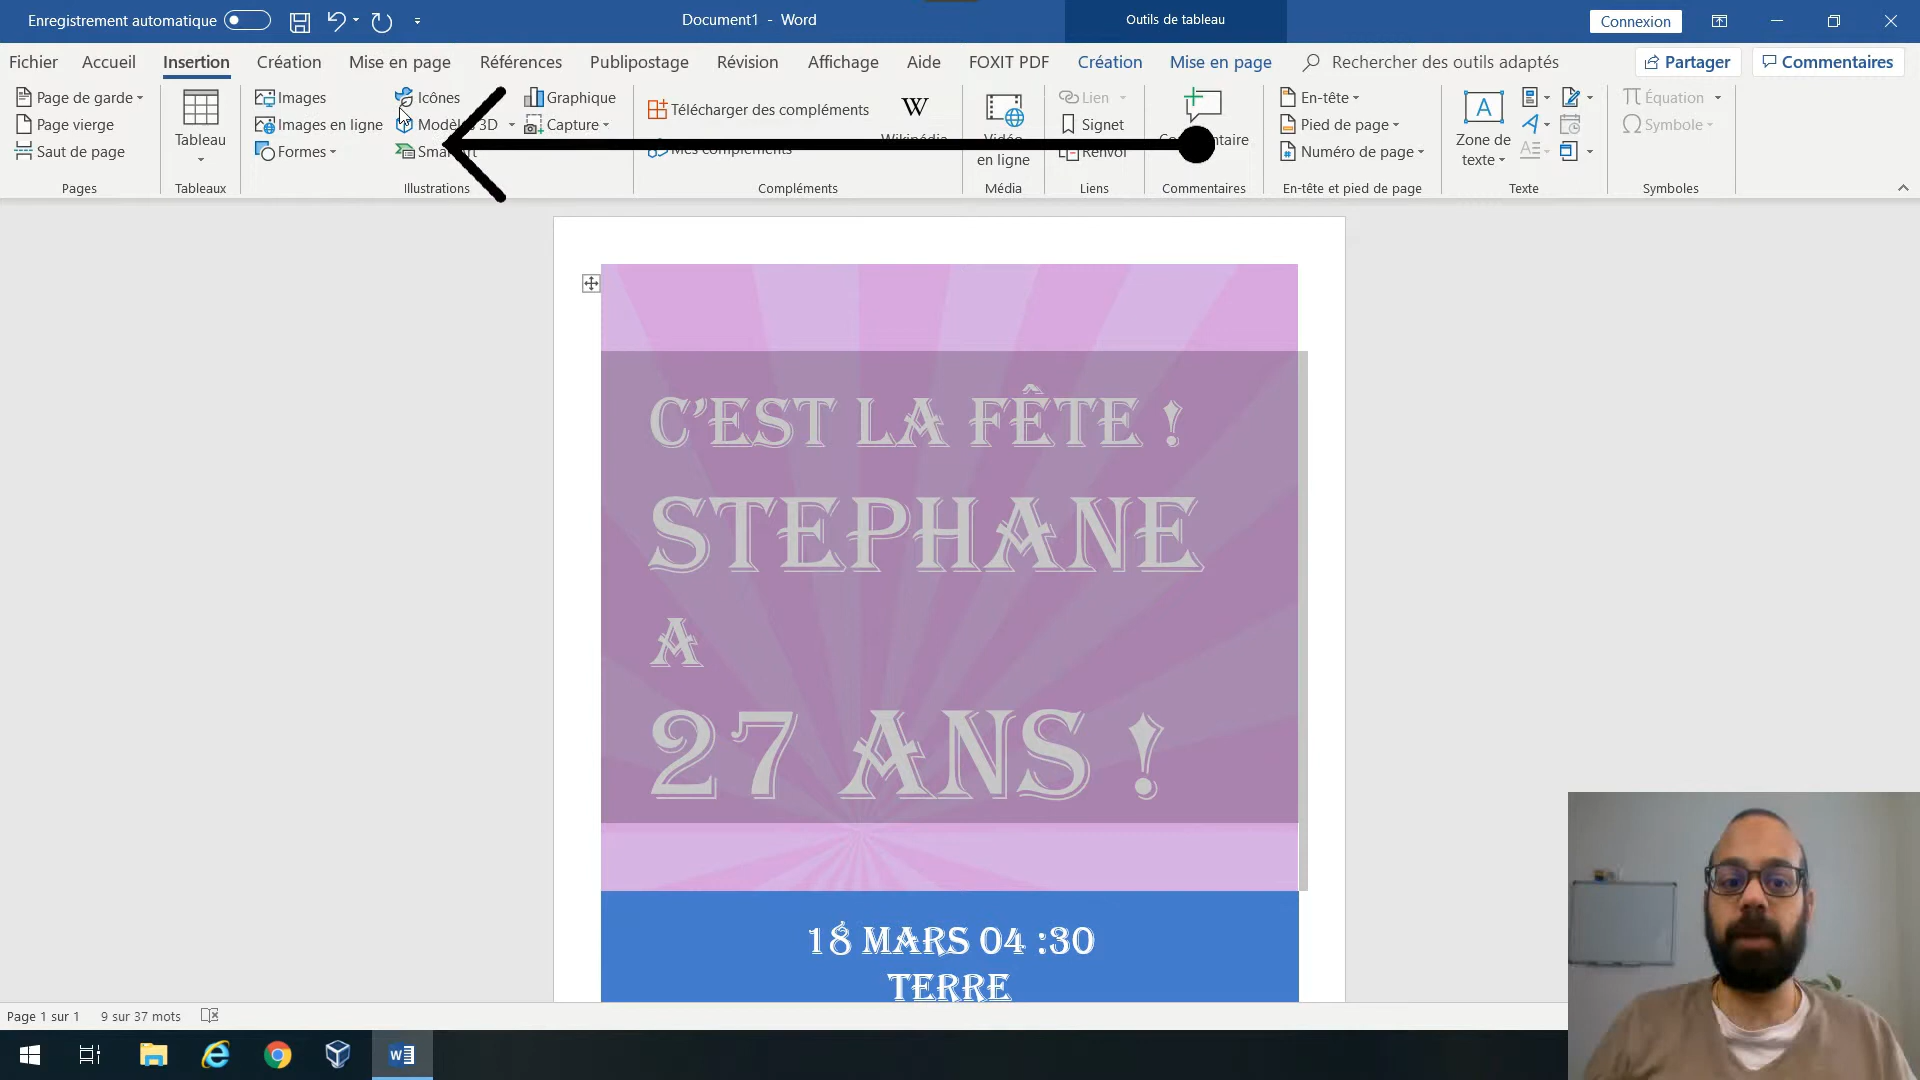 Enregistrement automatique
Document1 - Word
Outils de tableau
Connexion
Fichier Accueil Insertion Création Mise en page Références Publipostage Révision Affichage Aide FOXIT PDF Création Mise en page Rechercher des outils adaptés Partager Commentaires
Page de garde
Page vierge
Saut de page
Pages
Tableau
Tableaux
Images
Images en ligne
Formes
Icônes
3D
Graphique
Capture
Illustrations
Télécharger des compléments
Mes compléments
W
Compléments
en ligne
Média
Lien
Signet
Renvoi
Liens
Commentaires
En-tête
Pied de page
Numéro de page
En-tête et pied de page
A
Zone de
texte
Texte
Équation
Symbole
Symboles
C'EST LA FÊTE !
STEPHANE
A
27 ANS !
18 MARS 04 :30
TERRE
Page 1 sur 1 9 sur 37 mots